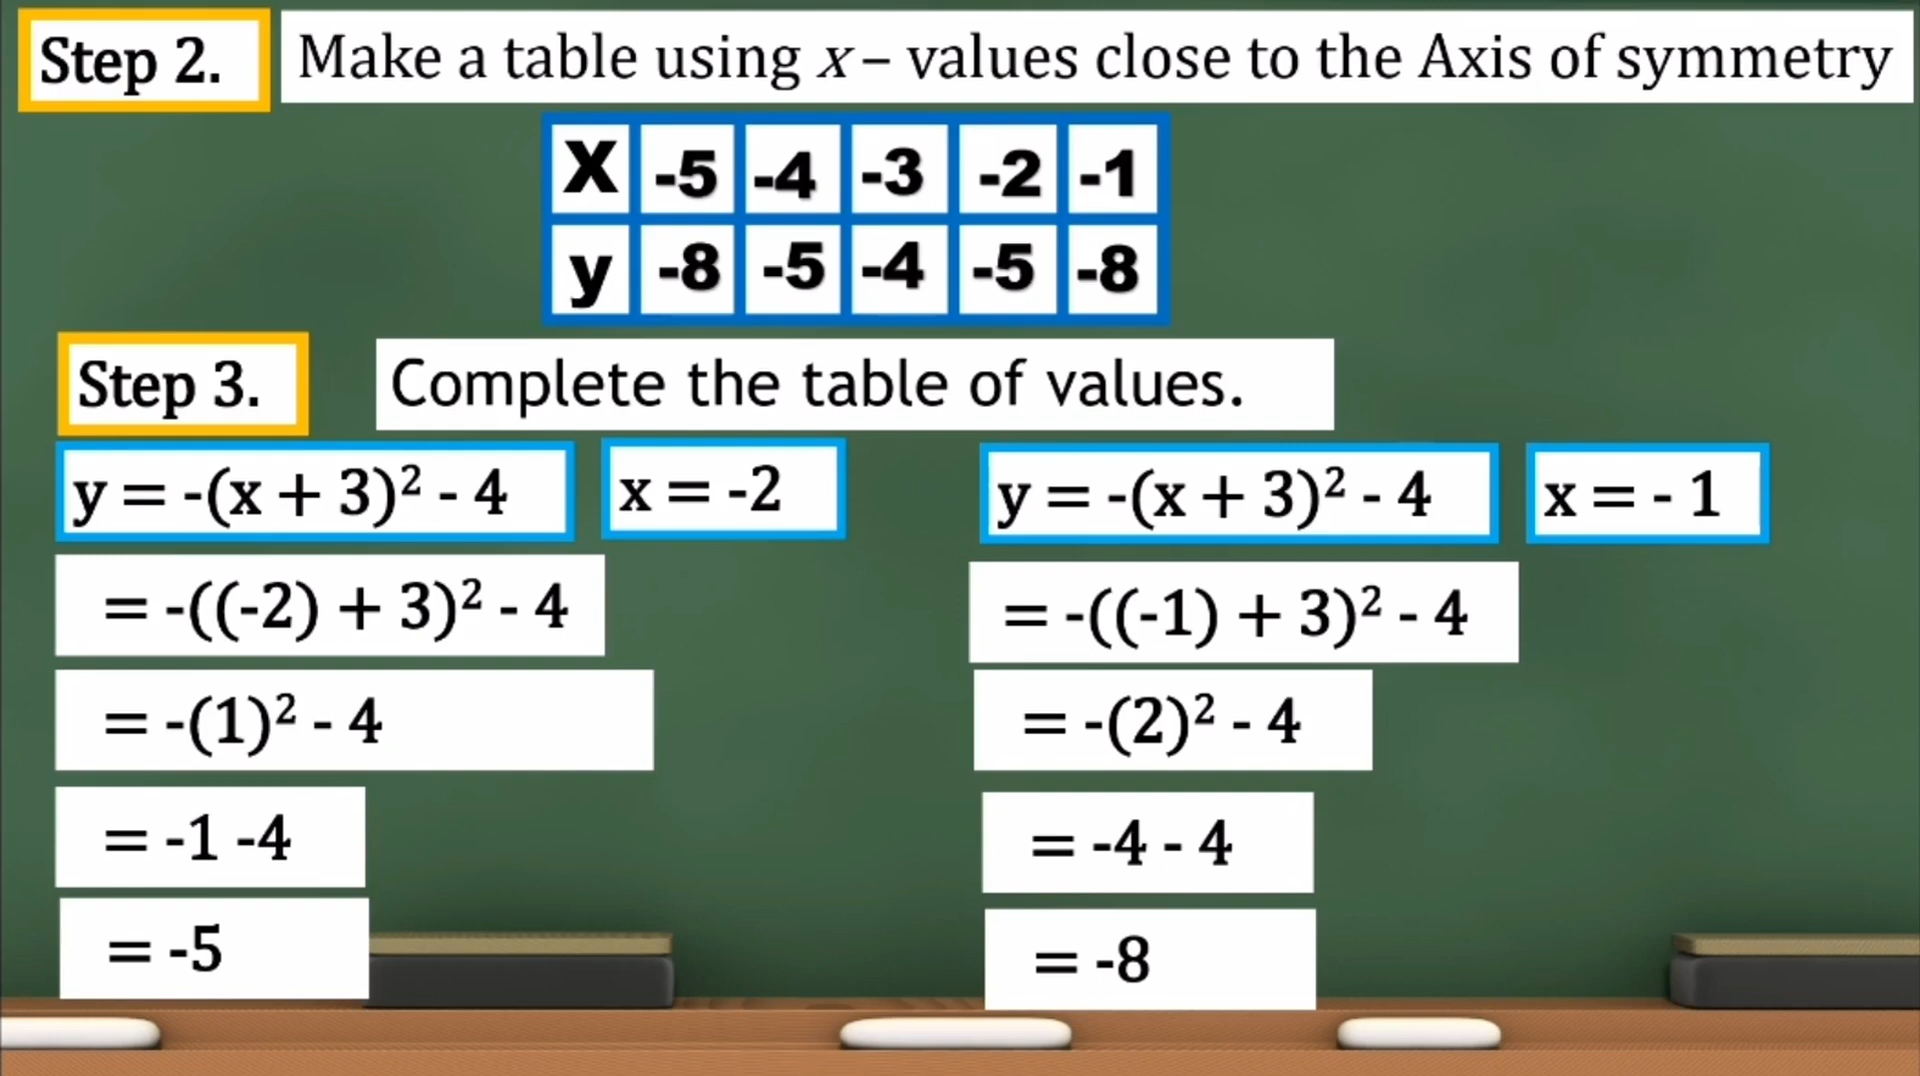 Step 2. Make a table using x – values close to the Axis of symmetry
X -5 -4 -3 -2 -1
y -8 -5 -4 -5 -8
Step 3. Complete the table of values.
y = -(x + 3)² - 4 x = -2
= -((-2) + 3)² - 4
= -(1)² - 4
= -1 -4
= -5
y = -(x + 3)² - 4 x = - 1
= -((-1) + 3)² - 4
= -(2)² - 4
= -4 - 4
= -8